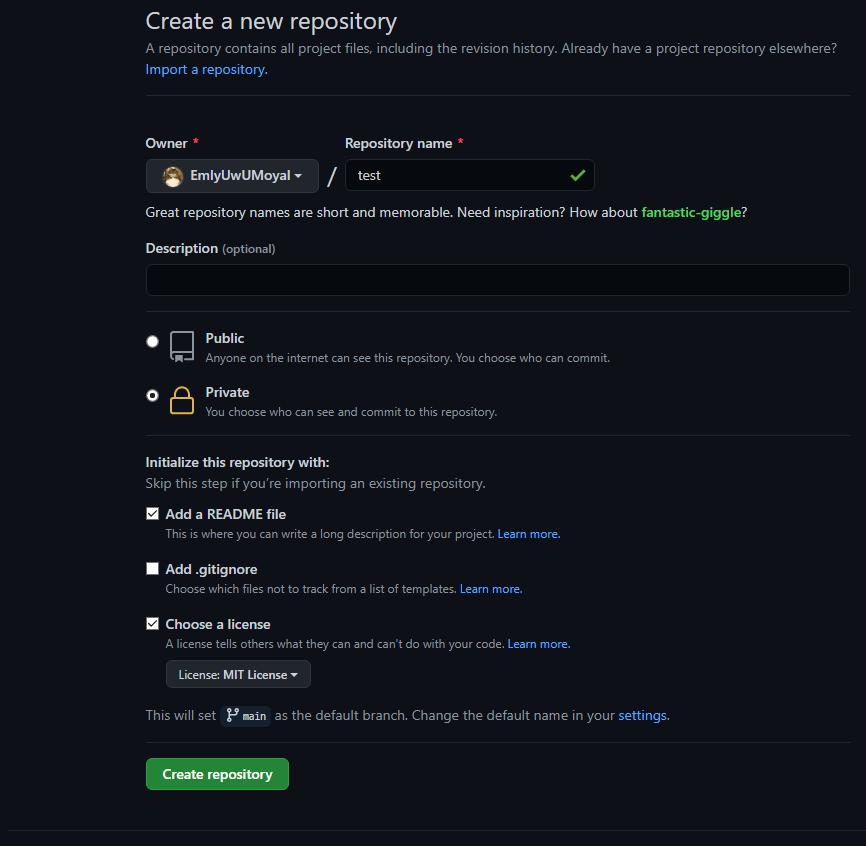 Create a new repository
A repository contains all project files, including the revision history. Already have a project repository elsewhere?
Import a repository.
Owner * Repository name *
EmlyUwUMoyal / test
Great repository names are short and memorable. Need inspiration? How about fantastic-giggle?
Description (optional)
Public
Anyone on the internet can see this repository. You choose who can commit.
Private
You choose who can see and commit to this repository.
Initialize this repository with:
Skip this step if you're importing an existing repository.
Add a README file
This is where you can write a long description for your project. Learn more.
Add .gitignore
Choose which files not to track from a list of templates. Learn more.
Choose a license
A license tells others what they can and can't do with your code. Learn more.
License: MIT License
This will set main as the default branch. Change the default name in your settings.
Create repository